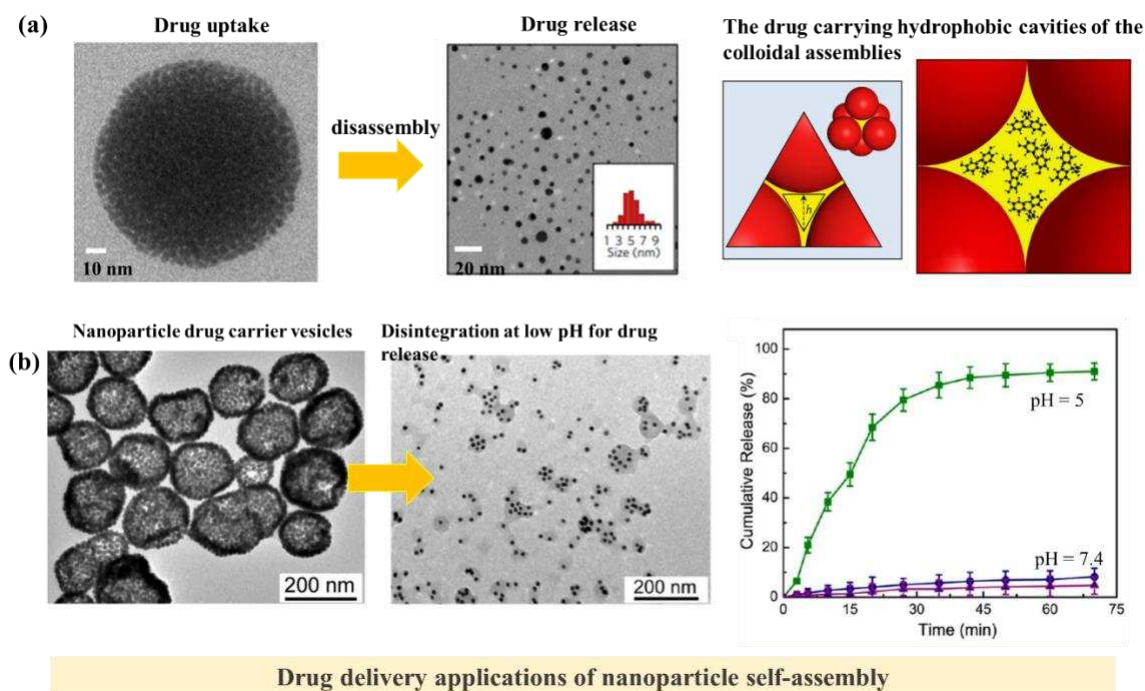 (a)
Drug uptake
10 nm
disassembly
Drug release
20 nm
1 3 5 7 9
Size (nm)
The drug carrying hydrophobic cavities of the
colloidal assemblies
h
(b)
Nanoparticle drug carrier vesicles
200 nm
Disintegration at low pH for drug
release
200 nm
Cumulative Release (%)
100
80
60
40
20
0
pH = 5
pH = 7.4
0 15 30 45 60 75
Time (min)
Drug delivery applications of nanoparticle self-assembly